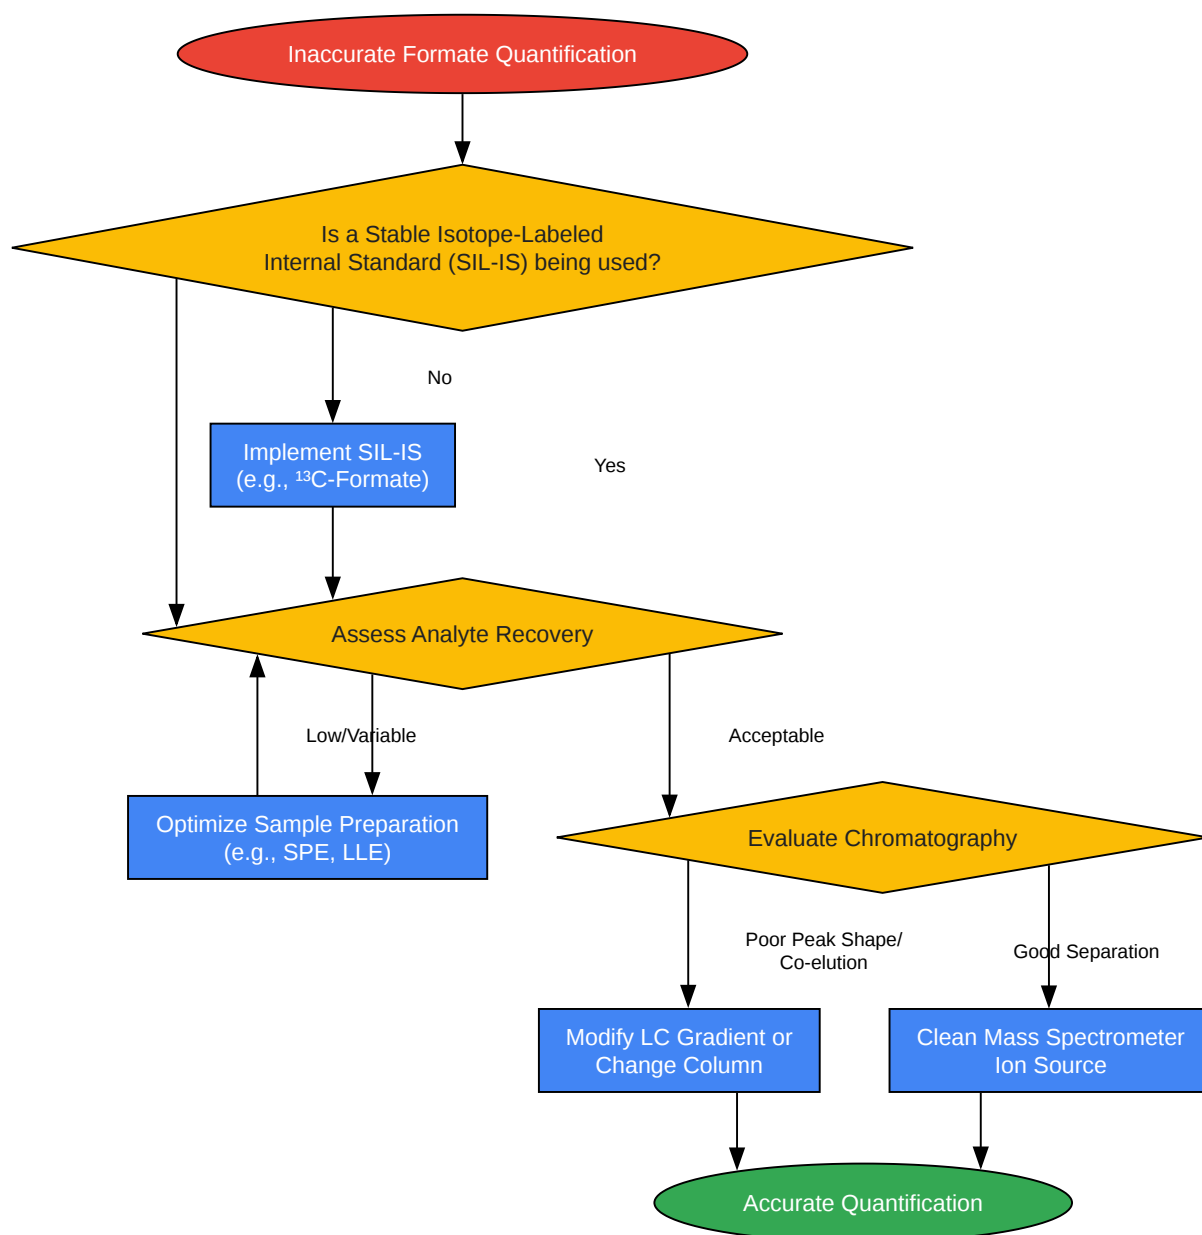 Inaccurate Formate Quantification
Is a Stable Isotope-Labeled
Internal Standard (SIL-IS) being used?
No
Implement SIL-IS
(e.g., ¹³C-Formate)
Yes
Assess Analyte Recovery
Low/Variable
Acceptable
Optimize Sample Preparation
(e.g., SPE, LLE)
Evaluate Chromatography
Poor Peak Shape/
Co-elution
Good Separation
Modify LC Gradient or
Change Column
Clean Mass Spectrometer
Ion Source
Accurate Quantification